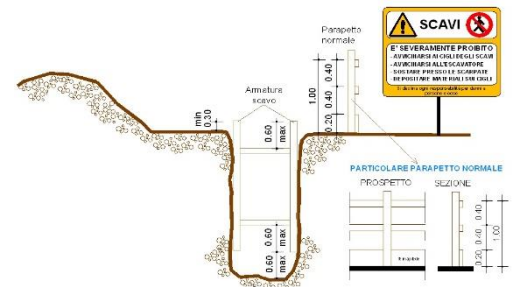 Parapetto
normale
SCAVI
E' SEVERAMENTE PROIBITO
- AVVICINARSI AI CIGLI DEGLI SCAVI
- AVVICINARSI ALL'ESCAVATORE
- SOSTARE PRESSO LE SCARPATE
- DEPOSITARE MATERIALI SUI CIGLI
Armatura
scavo
min
0.30
0.60 max
1.00
0.40
0.40
0.20
0.60 max
0.60 max
PARTICOLARE PARAPETTO NORMALE
PROSPETTO
SEZIONE
0.40
0.40
0.20
1.00